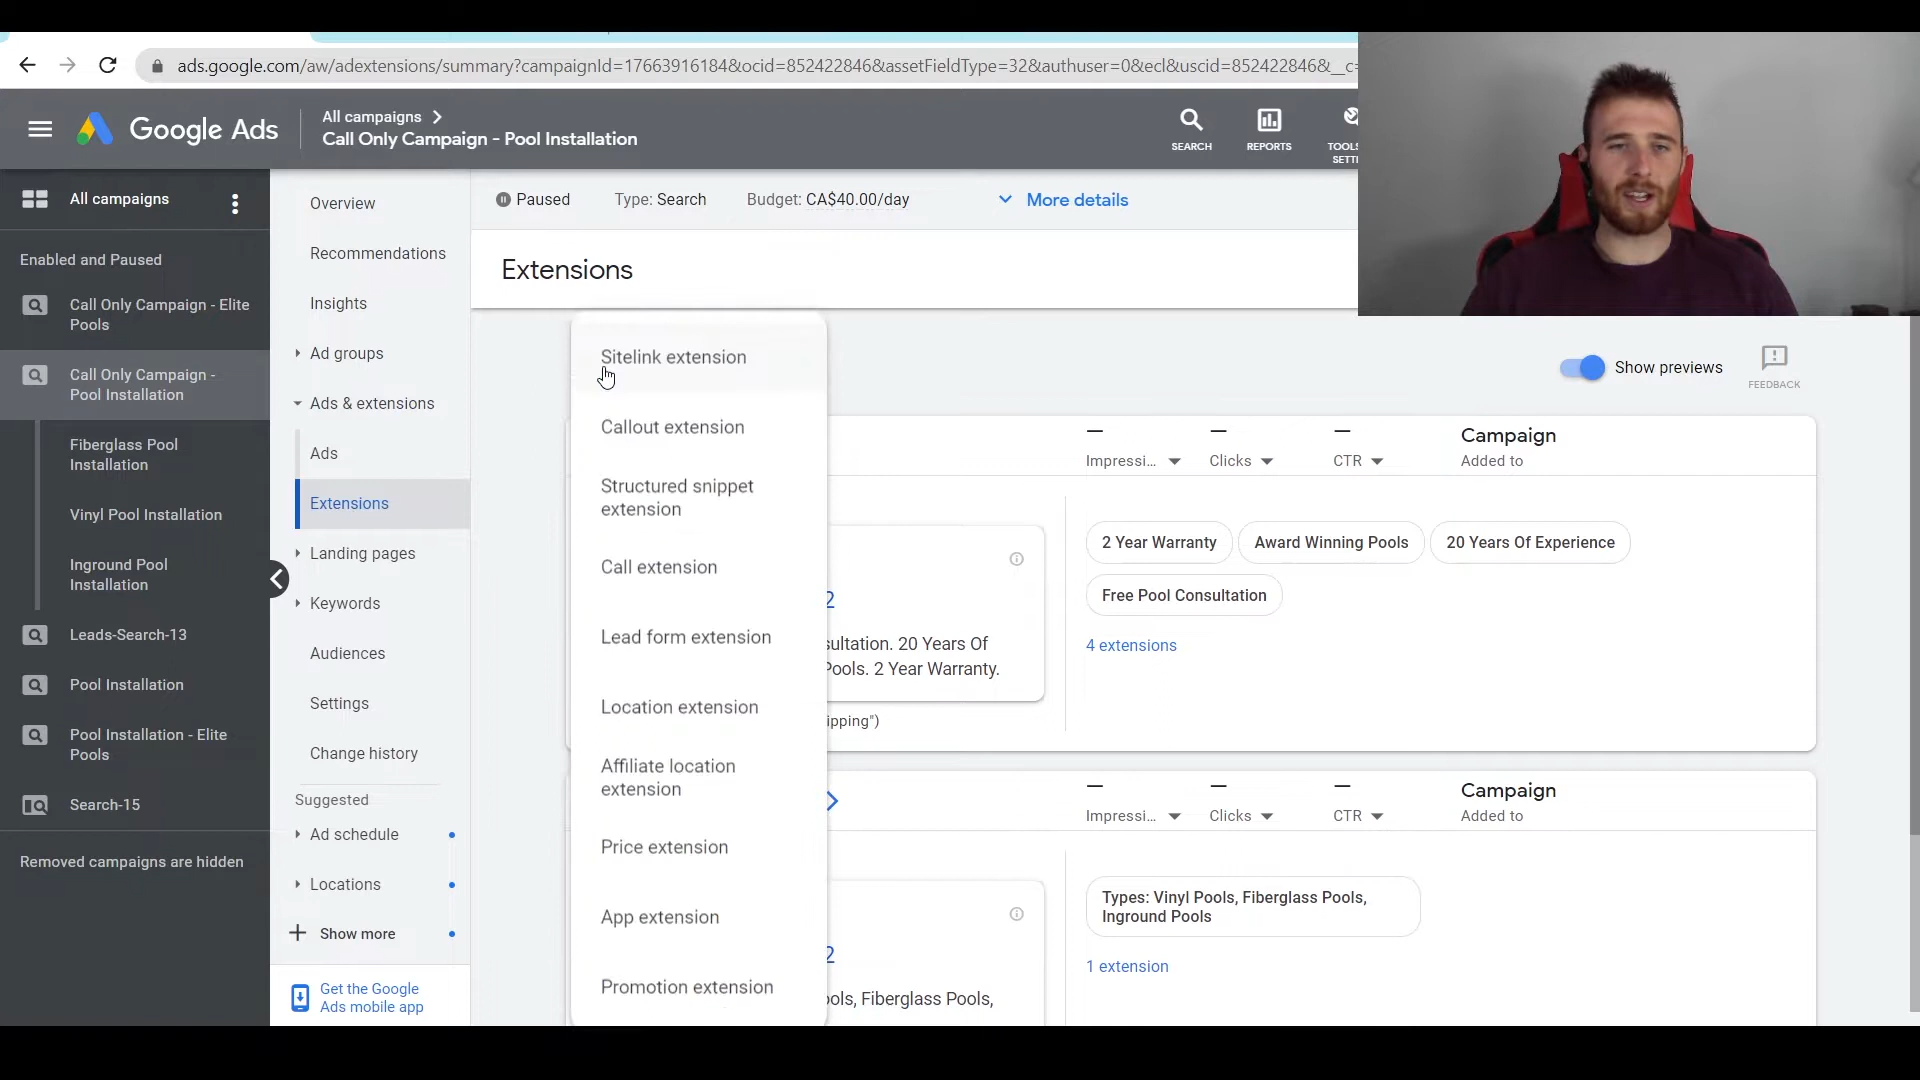 ads.google.com/aw/adextensions/summary?campaignId=17663916184&ocid=852422846&assetFieldType=32&authuser=0&ecl&uscid=852422846&__c=
Google Ads
All campaigns
Call Only Campaign - Pool Installation
SEARCH
REPORTS
TOOLS
SETT
All campaigns
Enabled and Paused
Call Only Campaign - Elite
Pools
Call Only Campaign -
Pool Installation
Fiberglass Pool
Installation
Vinyl Pool Installation
Inground Pool
Installation
Leads-Search-13
Pool Installation
Pool Installation - Elite
Pools
Search-15
Removed campaigns are hidden
Overview
Recommendations
Insights
Ad groups
Ads & extensions
Ads
Extensions
Landing pages
Keywords
Audiences
Settings
Change history
Suggested
Ad schedule
Locations
Show more
Get the Google
Ads mobile app
Paused
Type: Search
Budget: CA$40.00/day
More details
Extensions
Sitelink extension
Callout extension
Structured snippet
extension
Call extension
Lead form extension
Location extension
Affiliate location
extension
Price extension
App extension
Promotion extension
Show previews
FEEDBACK
—
—
—
Campaign
Impressi...
Clicks
CTR
Added to
2
sultation. 20 Years Of
Pools. 2 Year Warranty.
ipping")
2 Year Warranty
Award Winning Pools
20 Years Of Experience
Free Pool Consultation
4 extensions
—
—
—
Campaign
Impressi...
Clicks
CTR
Added to
2
ools, Fiberglass Pools,
Types: Vinyl Pools, Fiberglass Pools,
Inground Pools
1 extension